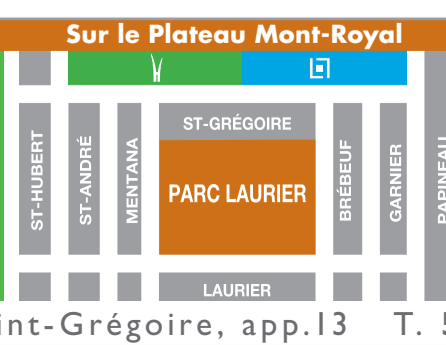 Sur le Plateau Mont-Royal
ST-GRÉGOIRE
ST-HUBERT
ST-ANDRÉ
MENTANA
PARC LAURIER
BRÉBEUF
GARNIER
PAPINEAU
LAURIER
int-Grégoire, app.13 T. 5